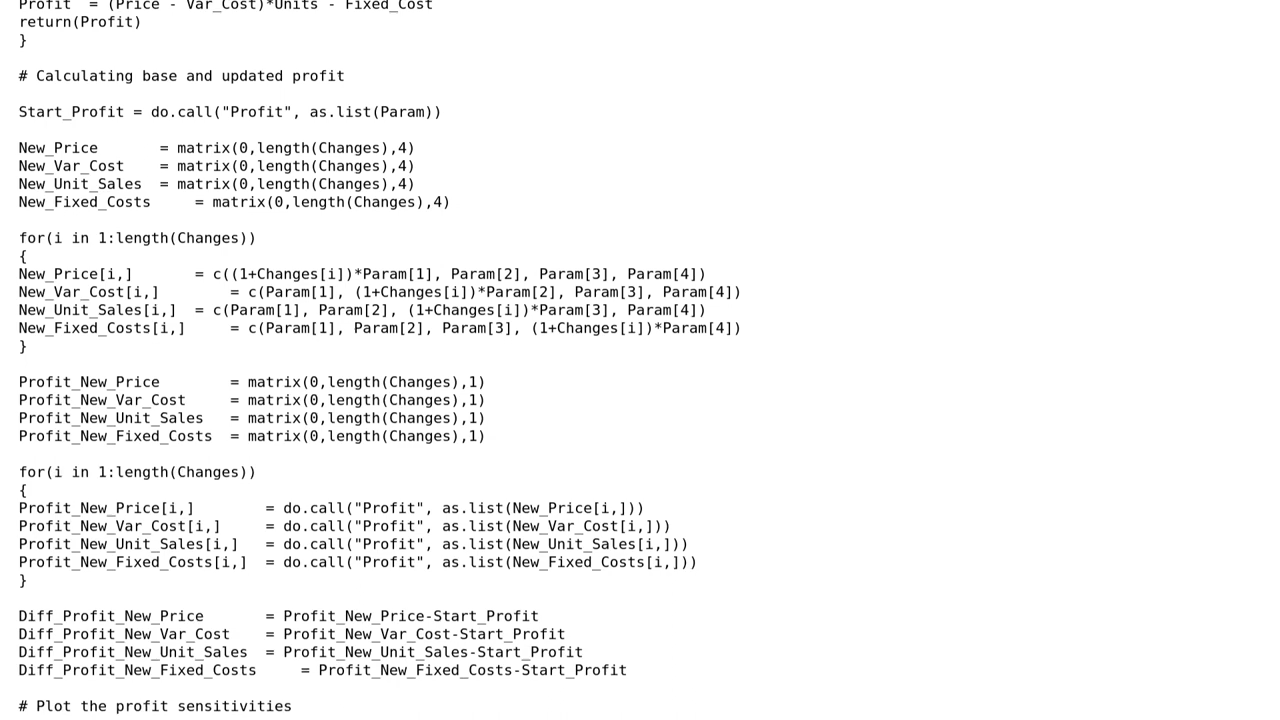 Profit  = (Price - Var_Cost)*Units - Fixed_Cost
return(Profit)
}

# Calculating base and updated profit

Start_Profit = do.call("Profit", as.list(Param))

New_Price       = matrix(0,length(Changes),4)
New_Var_Cost    = matrix(0,length(Changes),4)
New_Unit_Sales  = matrix(0,length(Changes),4)
New_Fixed_Costs     = matrix(0,length(Changes),4)

for(i in 1:length(Changes))
{
New_Price[i,]       = c((1+Changes[i])*Param[1], Param[2], Param[3], Param[4])
New_Var_Cost[i,]        = c(Param[1], (1+Changes[i])*Param[2], Param[3], Param[4])
New_Unit_Sales[i,]  = c(Param[1], Param[2], (1+Changes[i])*Param[3], Param[4])
New_Fixed_Costs[i,]     = c(Param[1], Param[2], Param[3], (1+Changes[i])*Param[4])
}

Profit_New_Price        = matrix(0,length(Changes),1)
Profit_New_Var_Cost     = matrix(0,length(Changes),1)
Profit_New_Unit_Sales   = matrix(0,length(Changes),1)
Profit_New_Fixed_Costs  = matrix(0,length(Changes),1)

for(i in 1:length(Changes))
{
Profit_New_Price[i,]        = do.call("Profit", as.list(New_Price[i,]))
Profit_New_Var_Cost[i,]     = do.call("Profit", as.list(New_Var_Cost[i,]))
Profit_New_Unit_Sales[i,]   = do.call("Profit", as.list(New_Unit_Sales[i,]))
Profit_New_Fixed_Costs[i,]  = do.call("Profit", as.list(New_Fixed_Costs[i,]))
}

Diff_Profit_New_Price       = Profit_New_Price-Start_Profit
Diff_Profit_New_Var_Cost    = Profit_New_Var_Cost-Start_Profit
Diff_Profit_New_Unit_Sales  = Profit_New_Unit_Sales-Start_Profit
Diff_Profit_New_Fixed_Costs     = Profit_New_Fixed_Costs-Start_Profit

# Plot the profit sensitivities